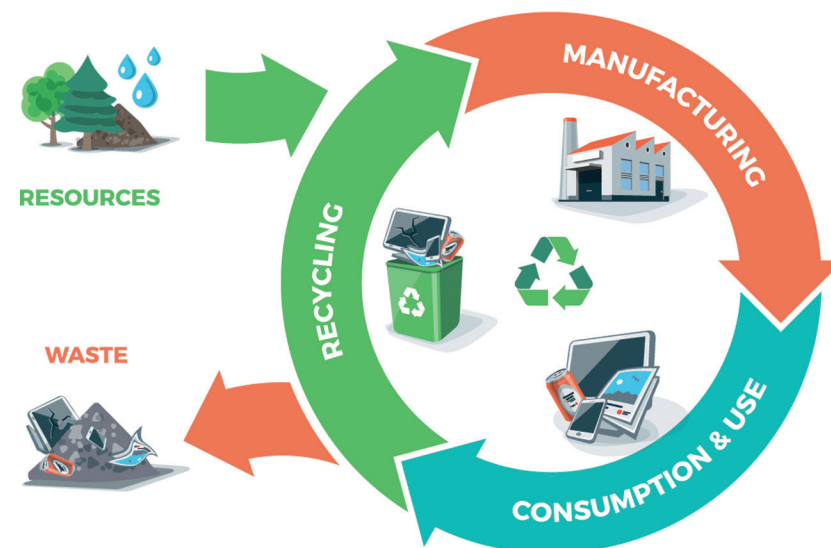 RESOURCES
WASTE
RECYCLING
MANUFACTURING
CONSUMPTION & USE